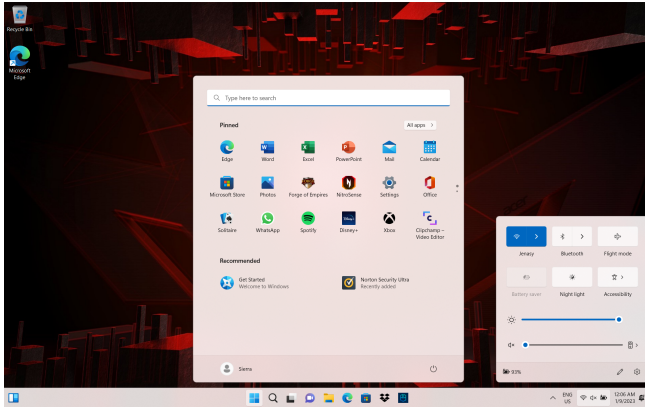 Recycle Bin
Microsoft
Edge
Type here to search
Pinned
All apps >
Edge
Word
Excel
PowerPoint
Mail
Calendar
Microsoft Store
Photos
Forge of Empires
NitroSense
Settings
Office
Solitaire
WhatsApp
Spotify
Disney+
Xbox
Clipchamp –
Video Editor
Recommended
Get Started
Welcome to Windows
Norton Security Ultra
Recently added
Sierra
Jenasy
Bluetooth
Flight mode
Battery saver
Night light
Accessibility
93%
ENG
US
12:06 AM
1/9/2023